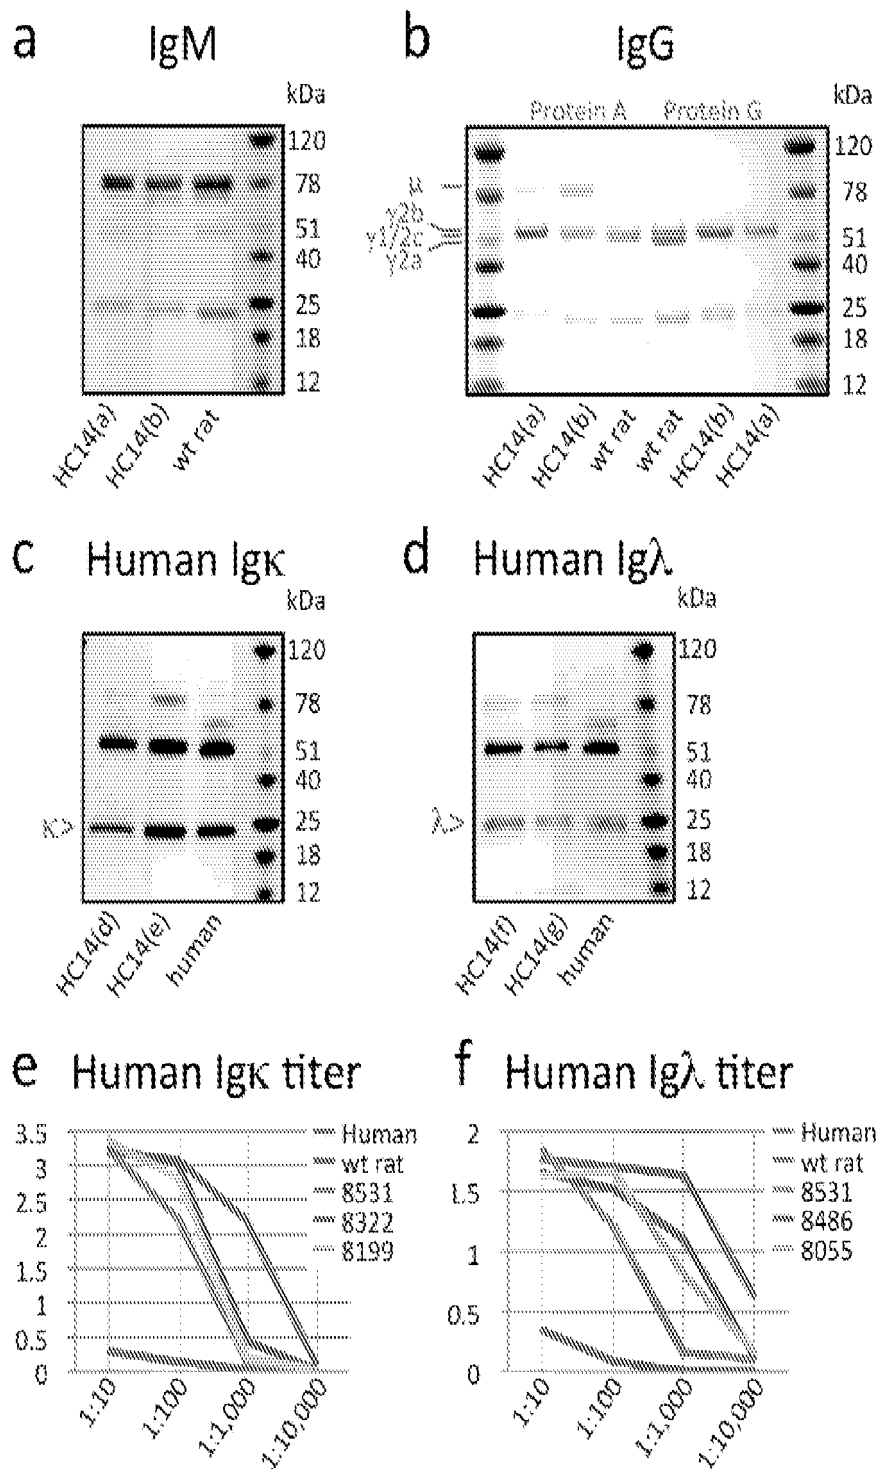 a IgM
kDa
120
78
51
40
25
18
12
HC14(a)
HC14(b)
wt rat
b IgG
kDa
Protein A Protein G
μ
γ2b
γ1/2c
γ2a
120
78
51
40
25
18
12
HC14(a)
HC14(b)
wt rat
wt rat
HC14(b)
HC14(a)
c Human Igκ
kDa
120
78
51
40
25
18
12
κ>
HC14(d)
HC14(e)
human
d Human Igλ
kDa
120
78
51
40
25
18
12
λ>
HC14(f)
HC14(g)
human
e Human Igκ titer
3.5
3
2.5
2
1.5
1
0.5
0
1:10
1:100
1:1,000
1:10,000
Human
wt rat
8531
8322
8199
f Human Igλ titer
2
1.5
1
0.5
0
1:10
1:100
1:1,000
1:10,000
Human
wt rat
8531
8486
8055